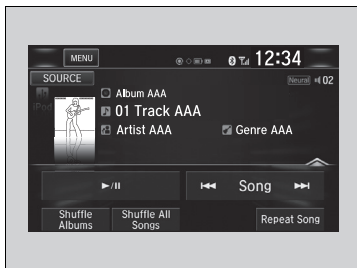 MENU
12:34
SOURCE
Neural
02
iPod
Album AAA
01 Track AAA
Artist AAA
Genre AAA
Song
Shuffle Albums
Shuffle All Songs
Repeat Song